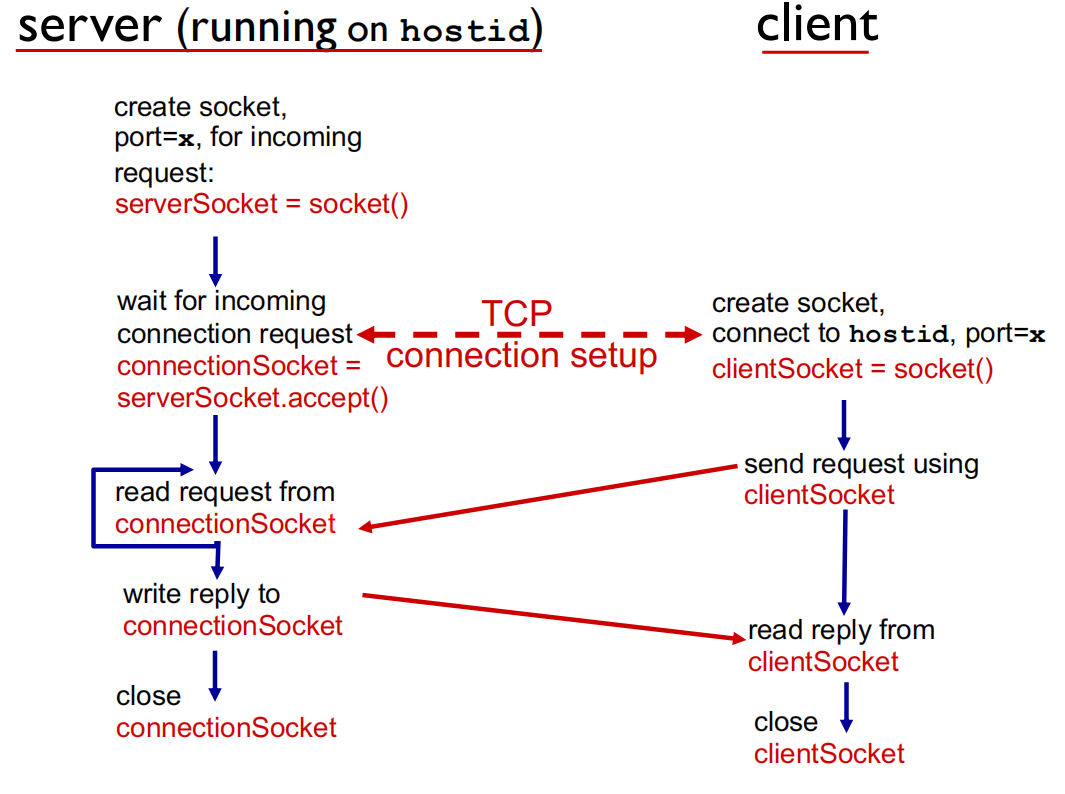 server (running on hostid)
client
create socket,
port=x, for incoming
request:
serverSocket = socket()
wait for incoming
connection request
connectionSocket =
serverSocket.accept()
TCP
connection setup
create socket,
connect to hostid, port=x
clientSocket = socket()
read request from
connectionSocket
send request using
clientSocket
write reply to
connectionSocket
read reply from
clientSocket
close
connectionSocket
close
clientSocket